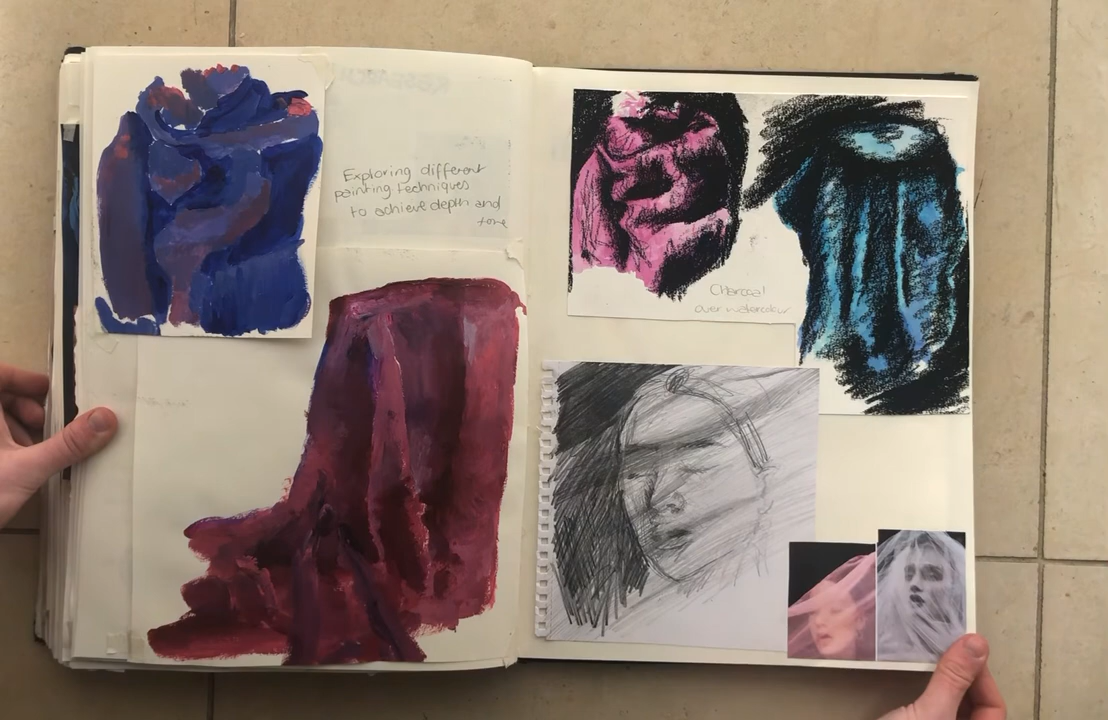 Exploring different
painting techniques
to achieve depth and
tone
Charcoal
over watercolour